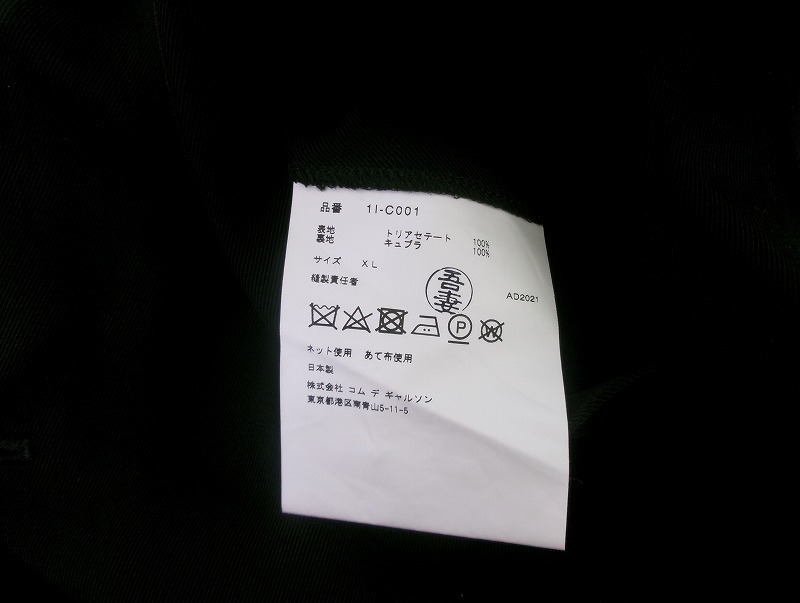 品番 1I-C001
表地 トリアセテート 100%
裏地 キュプラ 100%
サイズ XL
縫製責任者 吾妻
AD2021
P W
ネット使用 あて布使用
日本製
株式会社 コム デ ギャルソン
東京都港区南青山5-11-5